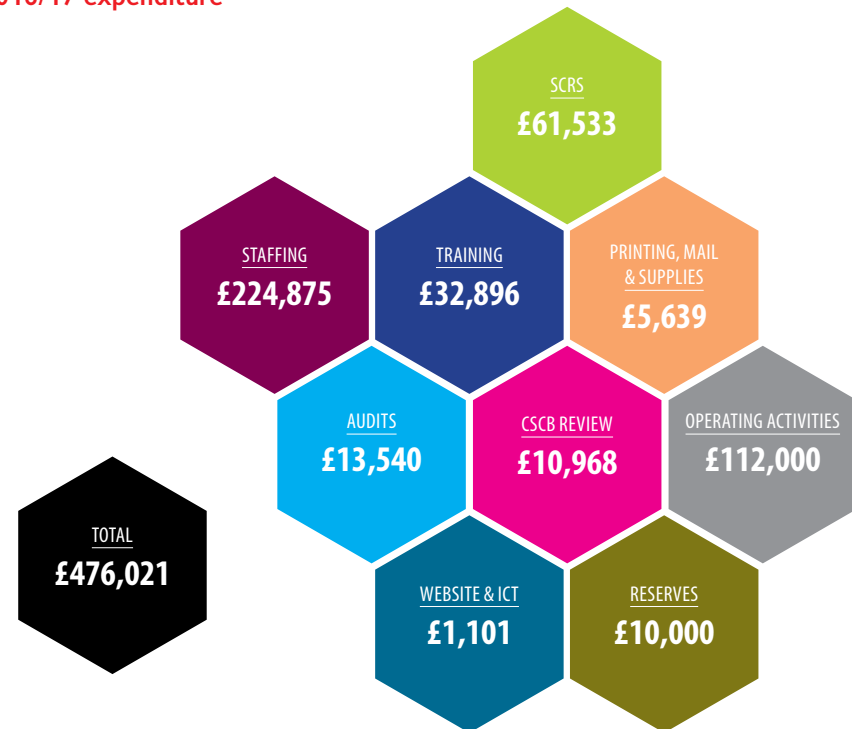 expenditure
SCRS
£61,533
STAFFING
£224,875
TRAINING
£32,896
PRINTING, MAIL
& SUPPLIES
£5,639
AUDITS
£13,540
CSCB REVIEW
£10,968
OPERATING ACTIVITIES
£112,000
TOTAL
£476,021
WEBSITE & ICT
£1,101
RESERVES
£10,000